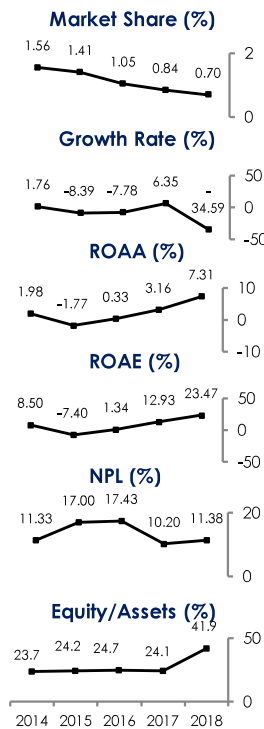 Market Share (%)
1.56 1.41 1.05 0.84 0.70
2
0
Growth Rate (%)
1.76 -8.39 -7.78 6.35 -
34.59
50
0
-50
ROAA (%)
1.98 -1.77 0.33 3.16 7.31
10
0
-10
ROAE (%)
8.50 -7.40 1.34 12.93 23.47
50
0
-50
NPL (%)
11.33 17.00 17.43 10.20 11.38
20
0
Equity/Assets (%)
23.7 24.2 24.7 24.1 41.9
50
0
2014 2015 2016 2017 2018